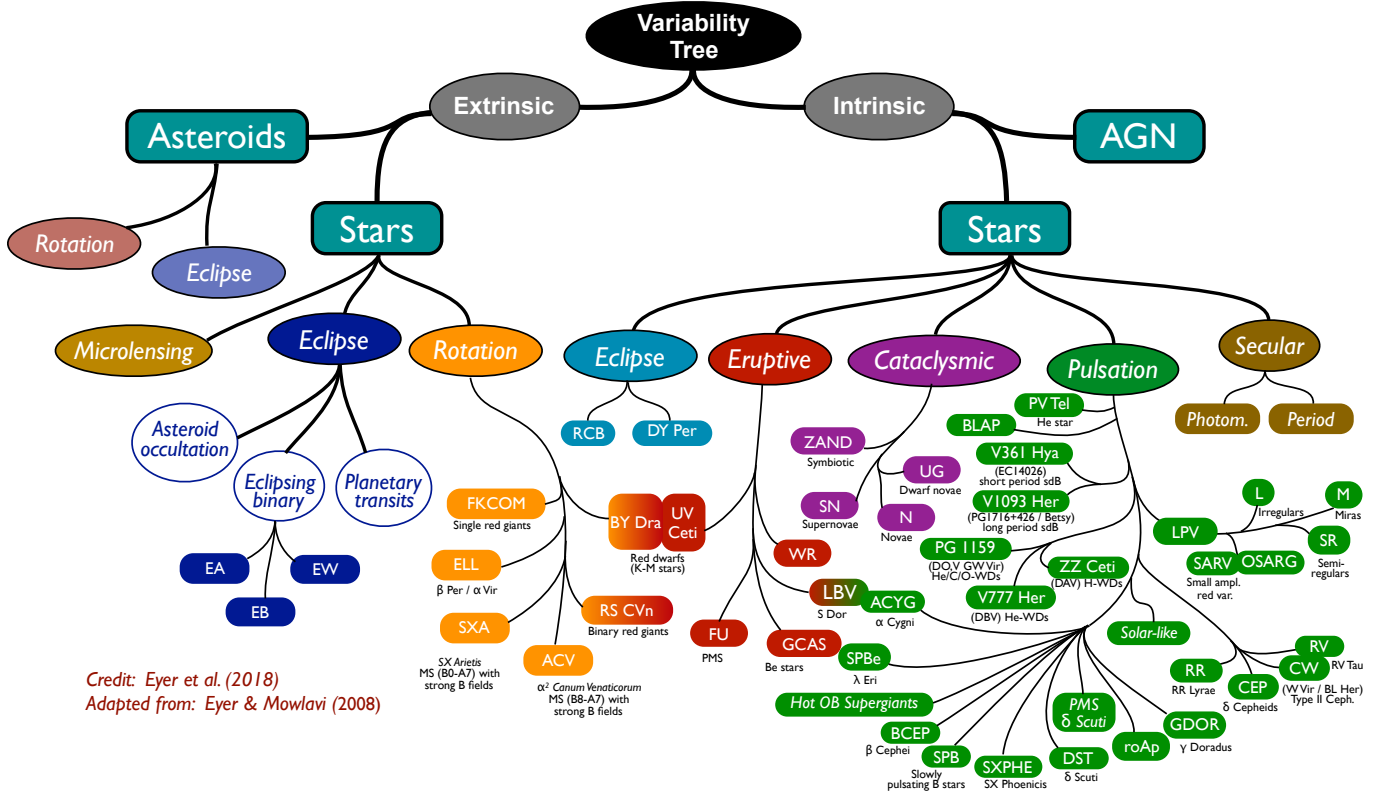 Variability
Tree
Extrinsic
Intrinsic
Asteroids
AGN
Stars
Stars
Rotation
Eclipse
Microlensing
Eclipse
Rotation
Eclipse
Eruptive
Cataclysmic
Pulsation
Secular
Asteroid
occultation
Eclipsing
binary
Planetary
transits
EA
EB
EW
FKCOM
Single red giants
ELL
β Per / α Vir
SXA
SX Arietis
MS (B0-A7) with
strong B fields
ACV
α² Canum Venaticorum
MS (B8-A7) with
strong B fields
BY Dra
UV
Ceti
Red dwarfs
(K-M stars)
RS CVn
Binary red giants
RCB
DY Per
WR
LBV
S Dor
FU
PMS
GCAS
Be stars
ZAND
Symbiotic
UG
Dwarf novae
SN
Supernovae
N
Novae
PV Tel
He star
BLAP
V361 Hya
(EC14026)
short period sdB
V1093 Her
(PG1716+426 / Betsy)
long period sdB
PG 1159
(DO,V GW Vir)
He/C/O-WDs
ZZ Ceti
(DAV) H-WDs
V777 Her
(DBV) He-WDs
ACYG
α Cygni
SPBe
λ Eri
Hot OB Supergiants
BCEP
β Cephei
SPB
Slowly
pulsating B stars
SXPHE
SX Phoenicis
PMS
δ Scuti
DST
δ Scuti
roAp
GDOR
γ Doradus
Solar-like
LPV
L
Irregulars
M
Miras
SR
Semi-
regulars
SARV
Small ampl.
red var.
OSARG
RR
RR Lyrae
CEP
δ Cepheids
RV
RV Tau
CW
(W Vir / BL Her)
Type II Ceph.
Photom.
Period
Credit: Eyer et al. (2018)
Adapted from: Eyer & Mowlavi (2008)